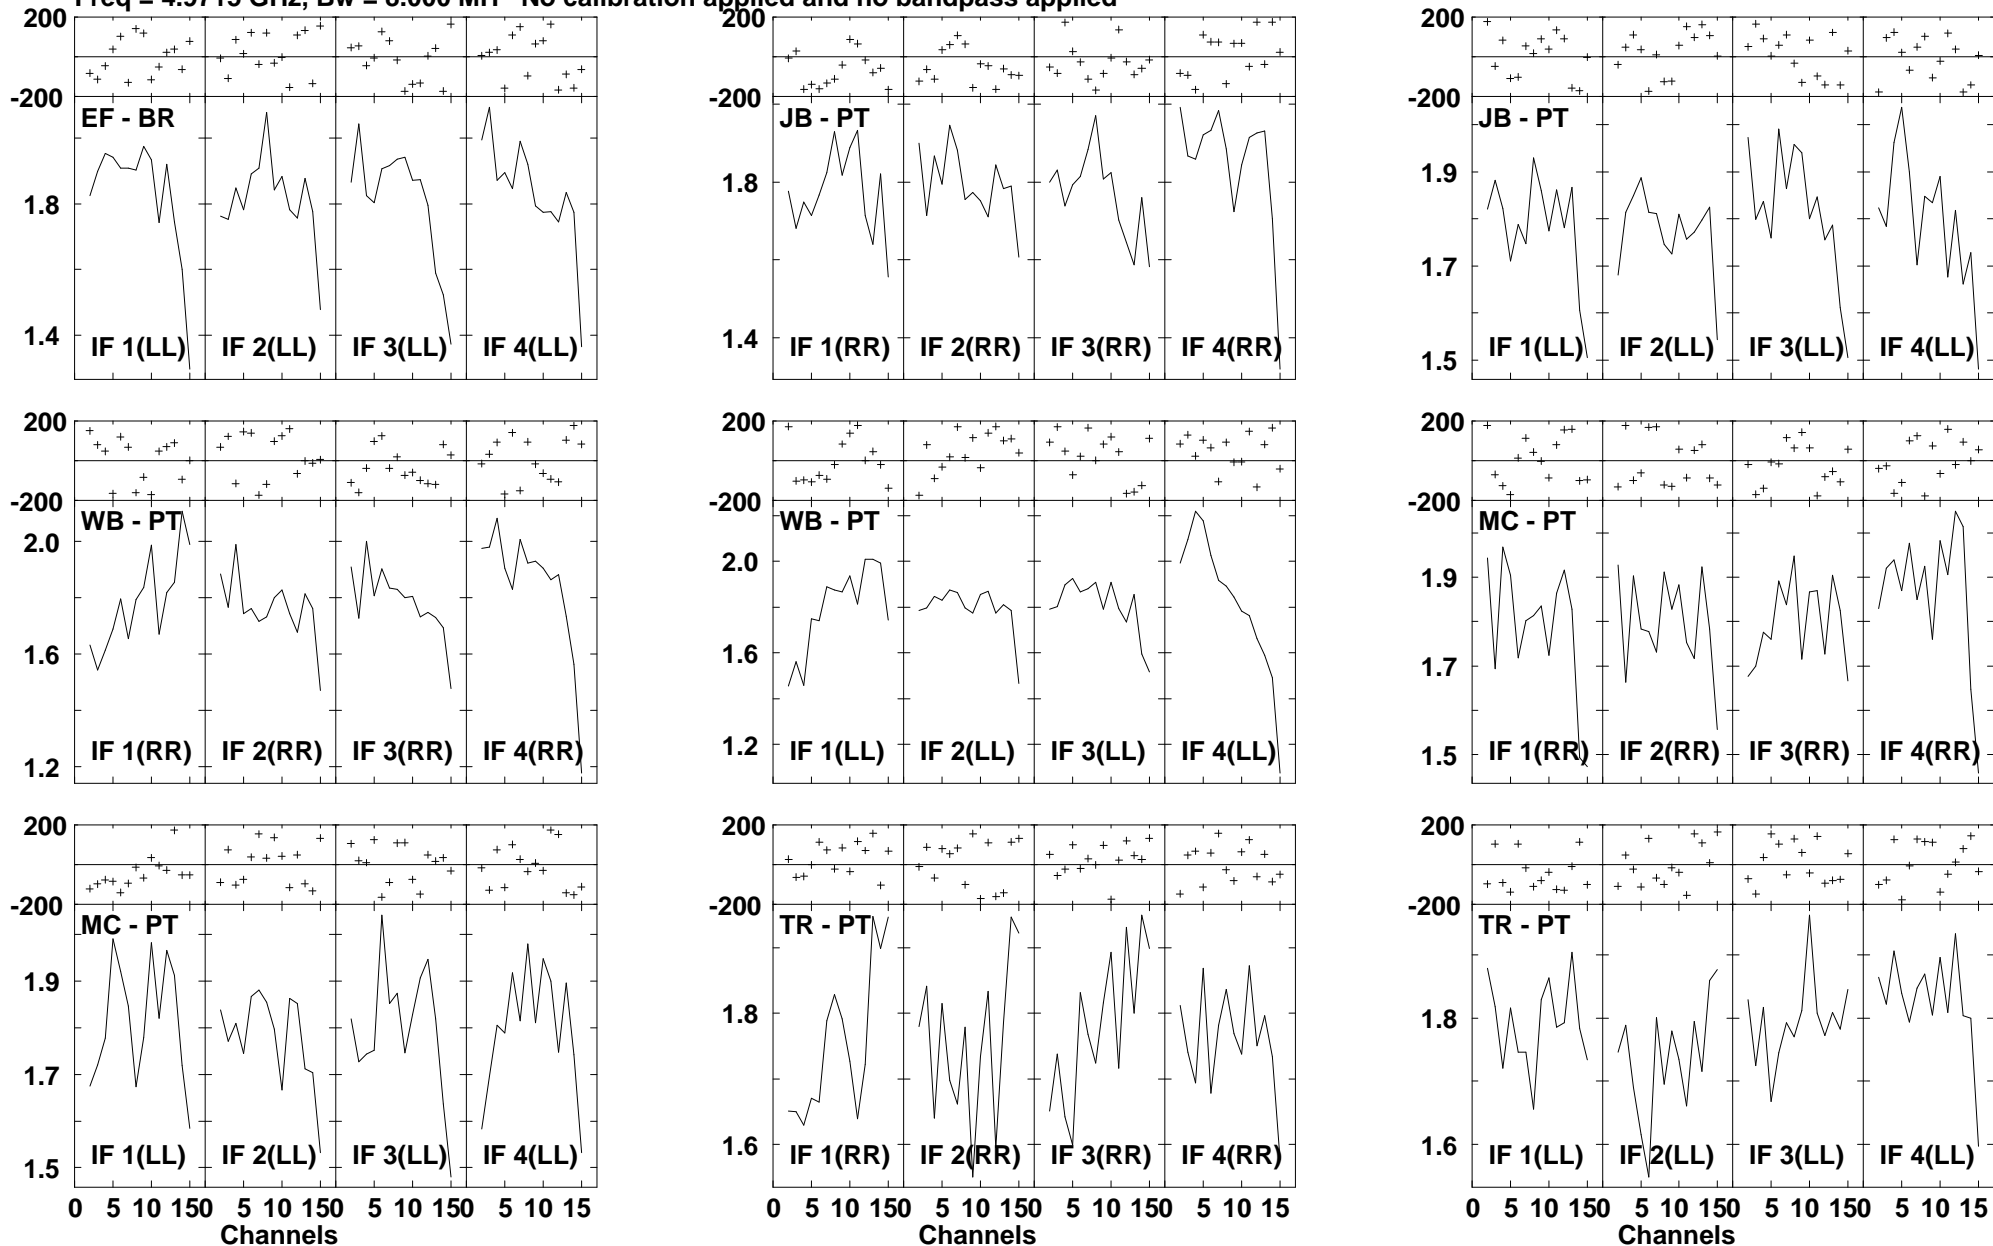 Freq = 4.9715 GHz, Bw = 8.000 MH No calibration applied and no bandpass applied
200 200 200
-200 -200 -200
EF - BR JB - PT JB - PT
1.8 1.8 1.9
1.7
1.4 1.4 1.5
IF 1(LL) IF 2(LL) IF 3(LL) IF 4(LL) IF 1(RR) IF 2(RR) IF 3(RR) IF 4(RR) IF 1(LL) IF 2(LL) IF 3(LL) IF 4(LL)
200 200 200
-200 -200 -200
WB - PT WB - PT MC - PT
2.0 2.0 1.9
1.6 1.6 1.7
1.2 1.2 1.5
IF 1(RR) IF 2(RR) IF 3(RR) IF 4(RR) IF 1(LL) IF 2(LL) IF 3(LL) IF 4(LL) IF 1(RR) IF 2(RR) IF 3(RR) IF 4(RR)
200 200 200
-200 -200 -200
MC - PT TR - PT TR - PT
1.9 1.8 1.8
1.7
1.5 1.6 1.6
IF 1(LL) IF 2(LL) IF 3(LL) IF 4(LL) IF 1(RR) IF 2(RR) IF 3(RR) IF 4(RR) IF 1(LL) IF 2(LL) IF 3(LL) IF 4(LL)
0 5 10 150 5 10 150 5 10 150 5 10 15 0 5 10 150 5 10 150 5 10 150 5 10 15 0 5 10 150 5 10 150 5 10 150 5 10 15
Channels Channels Channels